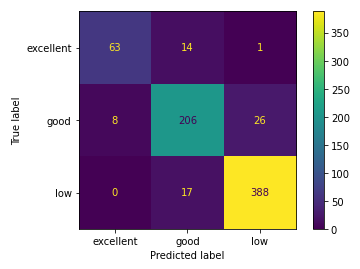 excellent 63 14 1
good 8 206 26
low 0 17 388
excellent good low
Predicted label
True label
350
300
250
200
150
100
50
0